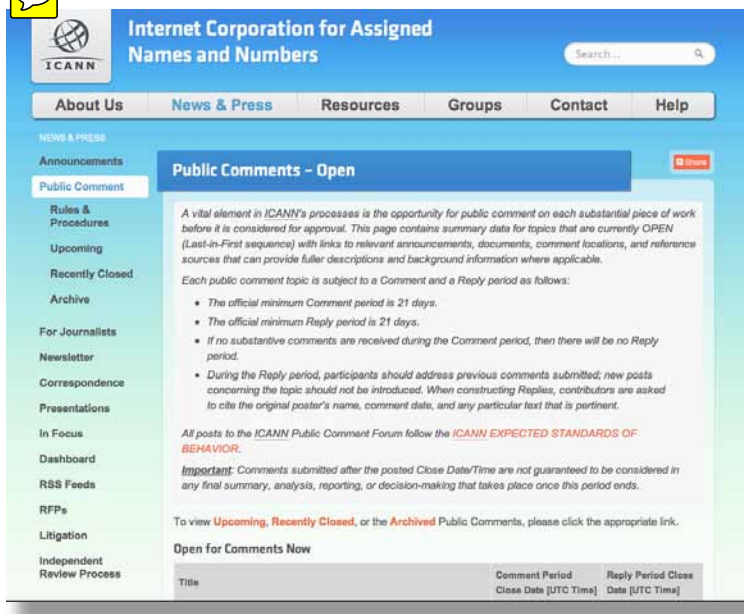 Internet Corporation for Assigned
Names and Numbers
ICANN
Search...
About Us News & Press Resources Groups Contact Help
NEWS & PRESS
Announcements
Public Comment
Rules &
Procedures
Upcoming
Recently Closed
Archive
For Journalists
Newsletter
Correspondence
Presentations
In Focus
Dashboard
RSS Feeds
RFPs
Litigation
Independent
Review Process
Public Comments – Open
Share
A vital element in ICANN's processes is the opportunity for public comment on each substantial piece of work
before it is considered for approval. This page contains summary data for topics that are currently OPEN
(Last-in-First sequence) with links to relevant announcements, documents, comment locations, and reference
sources that can provide fuller descriptions and background information where applicable.
Each public comment topic is subject to a Comment and a Reply period as follows:
• The official minimum Comment period is 21 days.
• The official minimum Reply period is 21 days.
• If no substantive comments are received during the Comment period, then there will be no Reply
period.
• During the Reply period, participants should address previous comments submitted; new posts
concerning the topic should not be introduced. When constructing Replies, contributors are asked
to cite the original poster's name, comment date, and any particular text that is pertinent.
All posts to the ICANN Public Comment Forum follow the ICANN EXPECTED STANDARDS OF
BEHAVIOR.
Important: Comments submitted after the posted Close Date/Time are not guaranteed to be considered in
any final summary, analysis, reporting, or decision-making that takes place once this period ends.
To view Upcoming, Recently Closed, or the Archived Public Comments, please click the appropriate link.
Open for Comments Now
Title
Comment Period
Close Date [UTC Time]
Reply Period Close
Date [UTC Time]